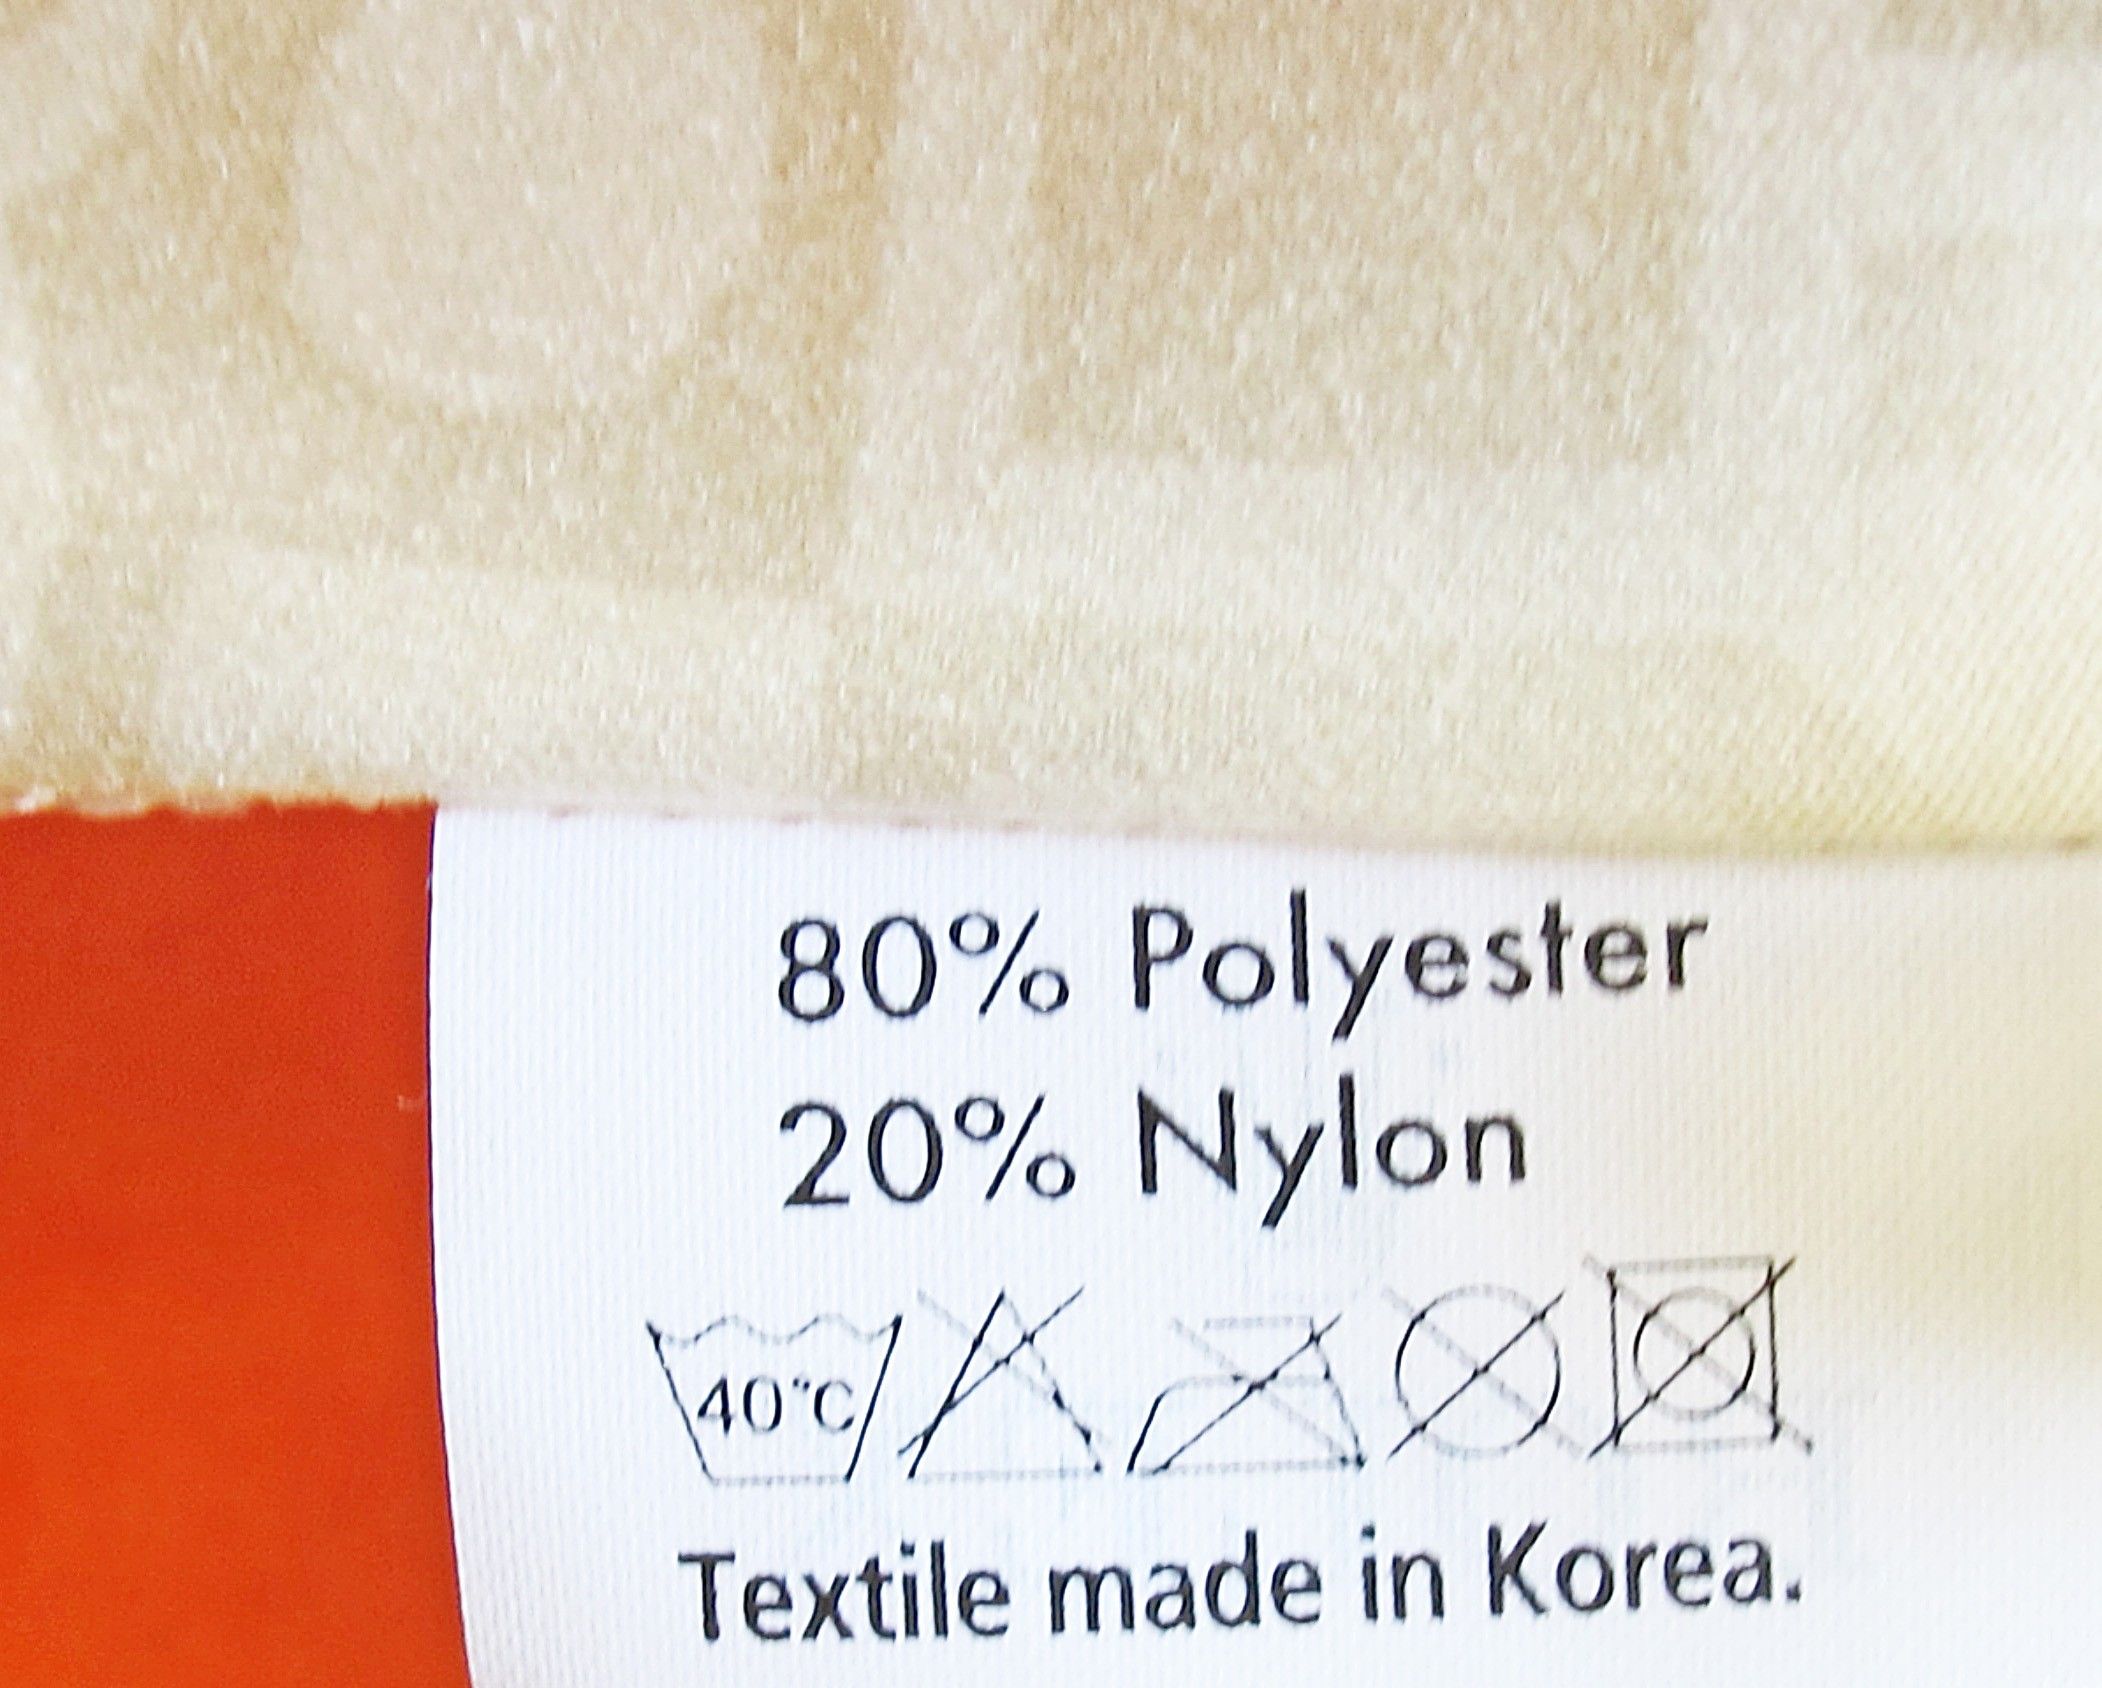 80% Polyester
20% Nylon
40°C
Textile made in Korea.